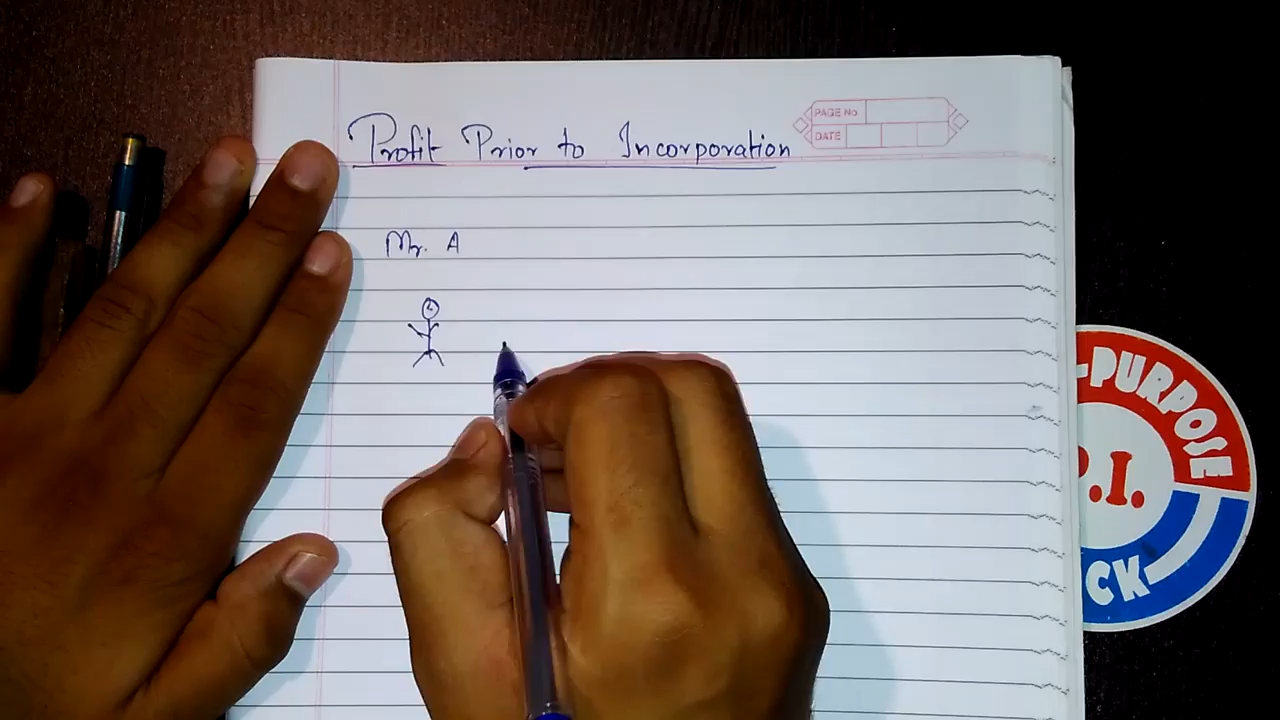 Profit Prior to Incorporation
PAGE No
DATE
Mr. A
-PURPOSE
P.I.
CK